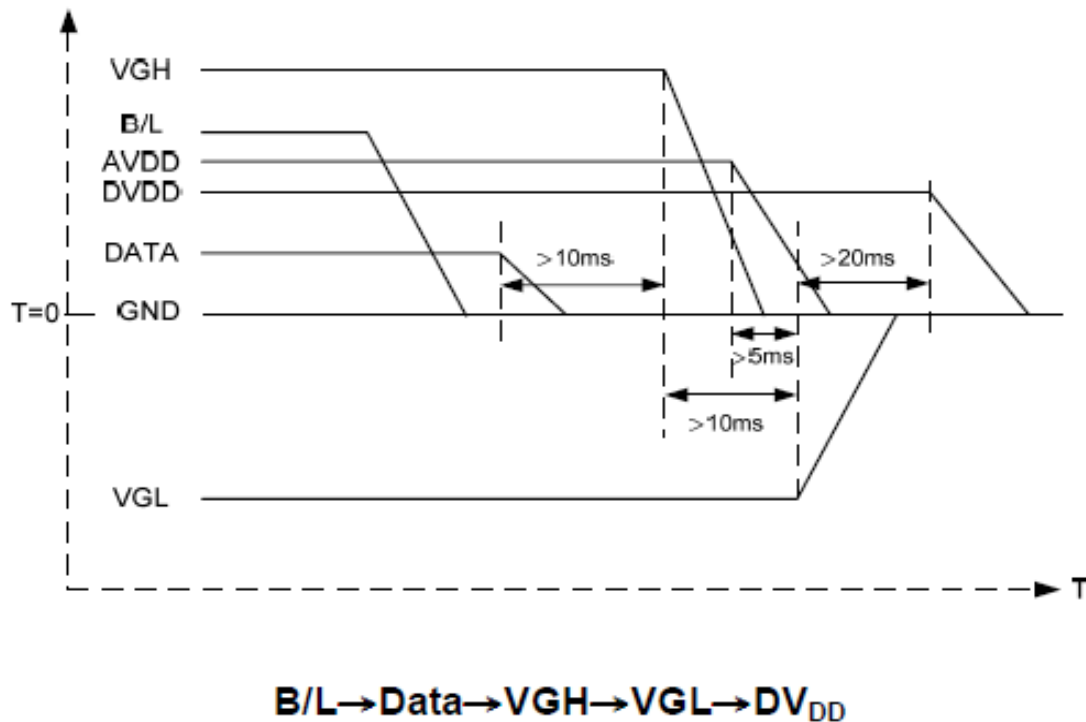 VGH
B/L
AVDD
DVDD
DATA
>10ms
>20ms
T=0
GND
>5ms
>10ms
VGL
T
B/L→Data→VGH→VGL→DVDD